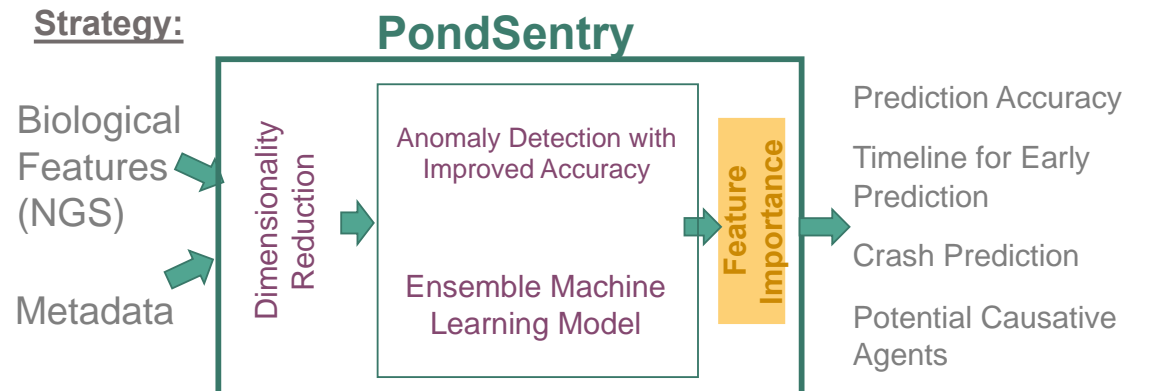 Strategy:
PondSentry
Biological
Features
(NGS)
Metadata
Dimensionality
Reduction
Anomaly Detection with
Improved Accuracy
Ensemble Machine
Learning Model
Feature
Importance
Prediction Accuracy
Timeline for Early
Prediction
Crash Prediction
Potential Causative
Agents